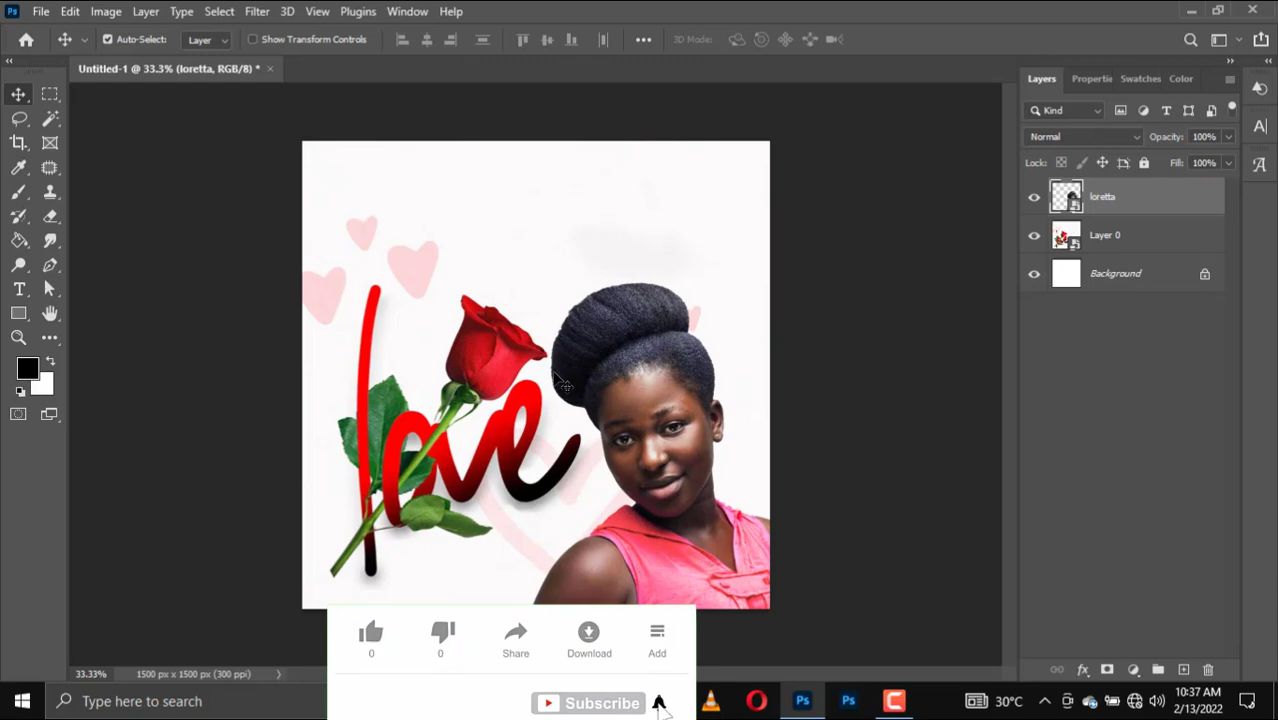 Ps File Edit Image Layer Type Select Filter 3D View Plugins Window Help
Auto-Select: Layer Show Transform Controls 3D Mode:
Untitled-1 @ 33.3% (loretta, RGB/8) *
Layers Properties Swatches Color
Kind
Normal Opacity: 100%
Lock: Fill: 100%
loretta
Layer 0
Background
love
0 0 Share Download Add
33.33% 1500 px x 1500 px (300 ppi)
Subscribe
Type here to search
Ps Ps
30°C
10:37 AM
2/13/2022